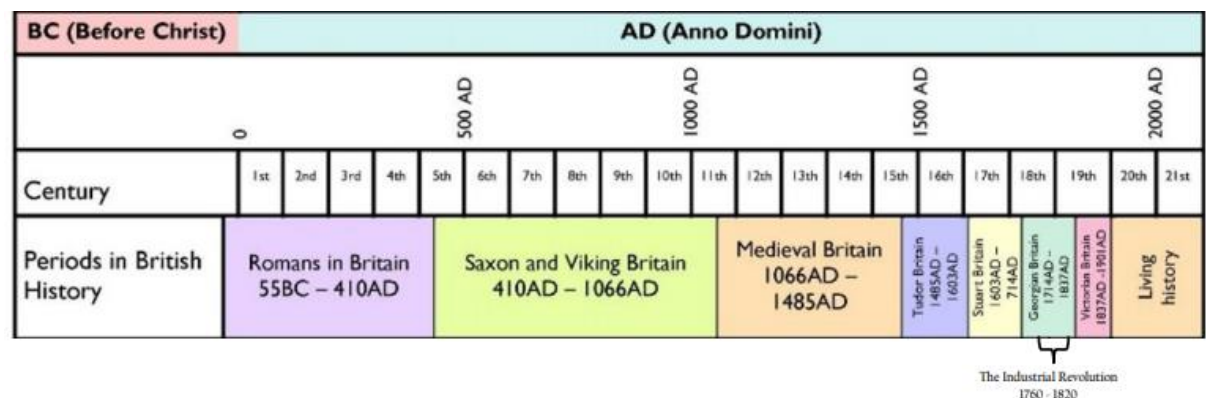 BC (Before Christ) AD (Anno Domini)
0 500 AD 1000 AD 1500 AD 2000 AD
Century 1st 2nd 3rd 4th 5th 6th 7th 8th 9th 10th 11th 12th 13th 14th 15th 16th 17th 18th 19th 20th 21st
Periods in British
History
Romans in Britain
55BC – 410AD
Saxon and Viking Britain
410AD – 1066AD
Medieval Britain
1066AD –
1485AD
Tudor Britain
1485AD –
1603AD
Stuart Britain
1603AD –
714AD
Georgian Britain
1714AD –
1837AD
Victorian Britain
1837AD -1901AD
Living
history
The Industrial Revolution
1760 - 1820